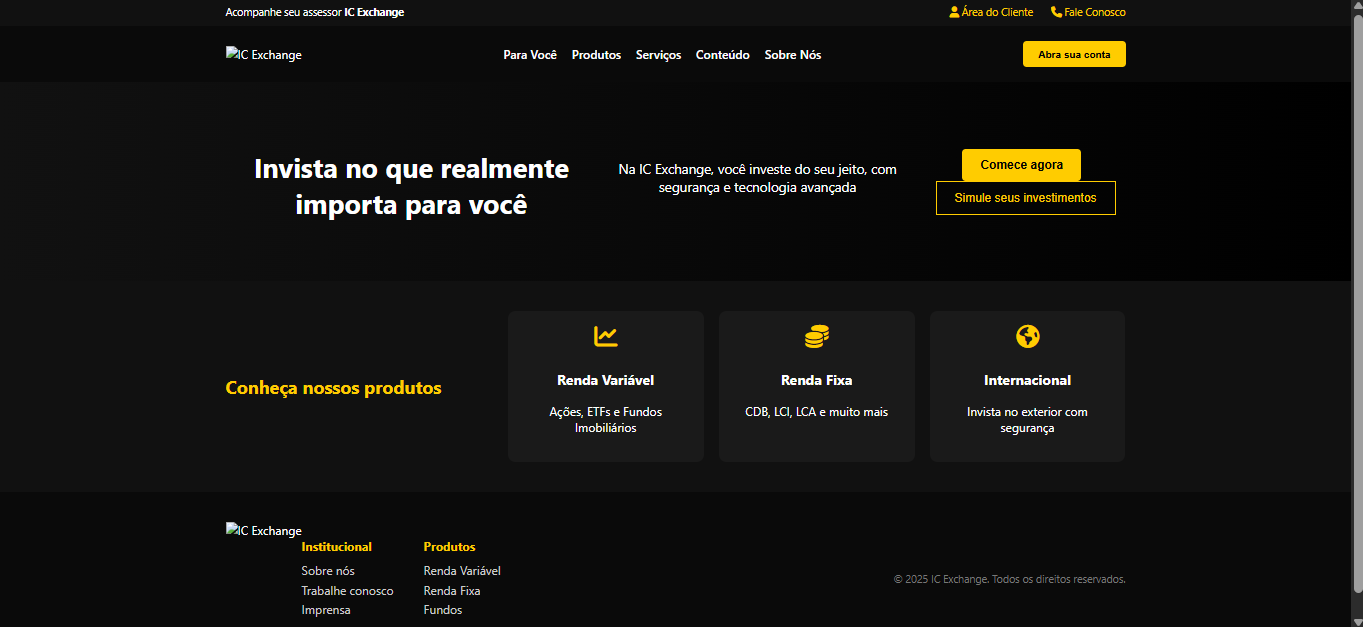 Acompanhe seu assessor IC Exchange
Área do Cliente
Fale Conosco
IC Exchange
Para Você
Produtos
Serviços
Conteúdo
Sobre Nós
Abra sua conta
Invista no que realmente
importa para você
Na IC Exchange, você investe do seu jeito, com
segurança e tecnologia avançada
Comece agora
Simule seus investimentos
Conheça nossos produtos
Renda Variável
Ações, ETFs e Fundos
Imobiliários
Renda Fixa
CDB, LCI, LCA e muito mais
Internacional
Invista no exterior com
segurança
IC Exchange
Institucional
Sobre nós
Trabalhe conosco
Imprensa
Produtos
Renda Variável
Renda Fixa
Fundos
© 2025 IC Exchange. Todos os direitos reservados.